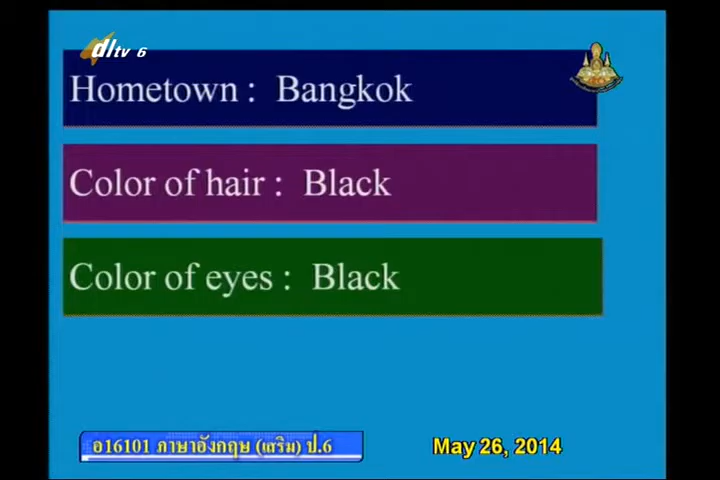 dltv 6
Hometown : Bangkok
Color of hair : Black
Color of eyes : Black
อ16101 ภาษาอังกฤษ (เสริม) ป.6
May 26, 2014